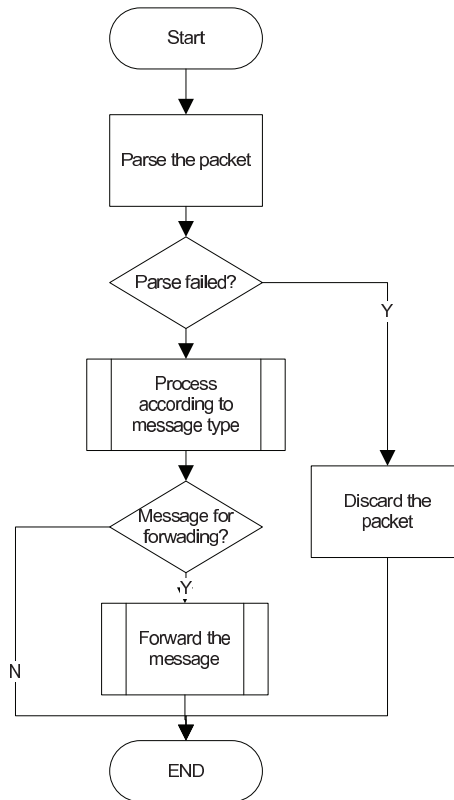 Start
Parse the packet
Parse failed?
Y
Process
according to
message type
Discard the
packet
Message for
forwading?
Y
Forward the
message
N
END